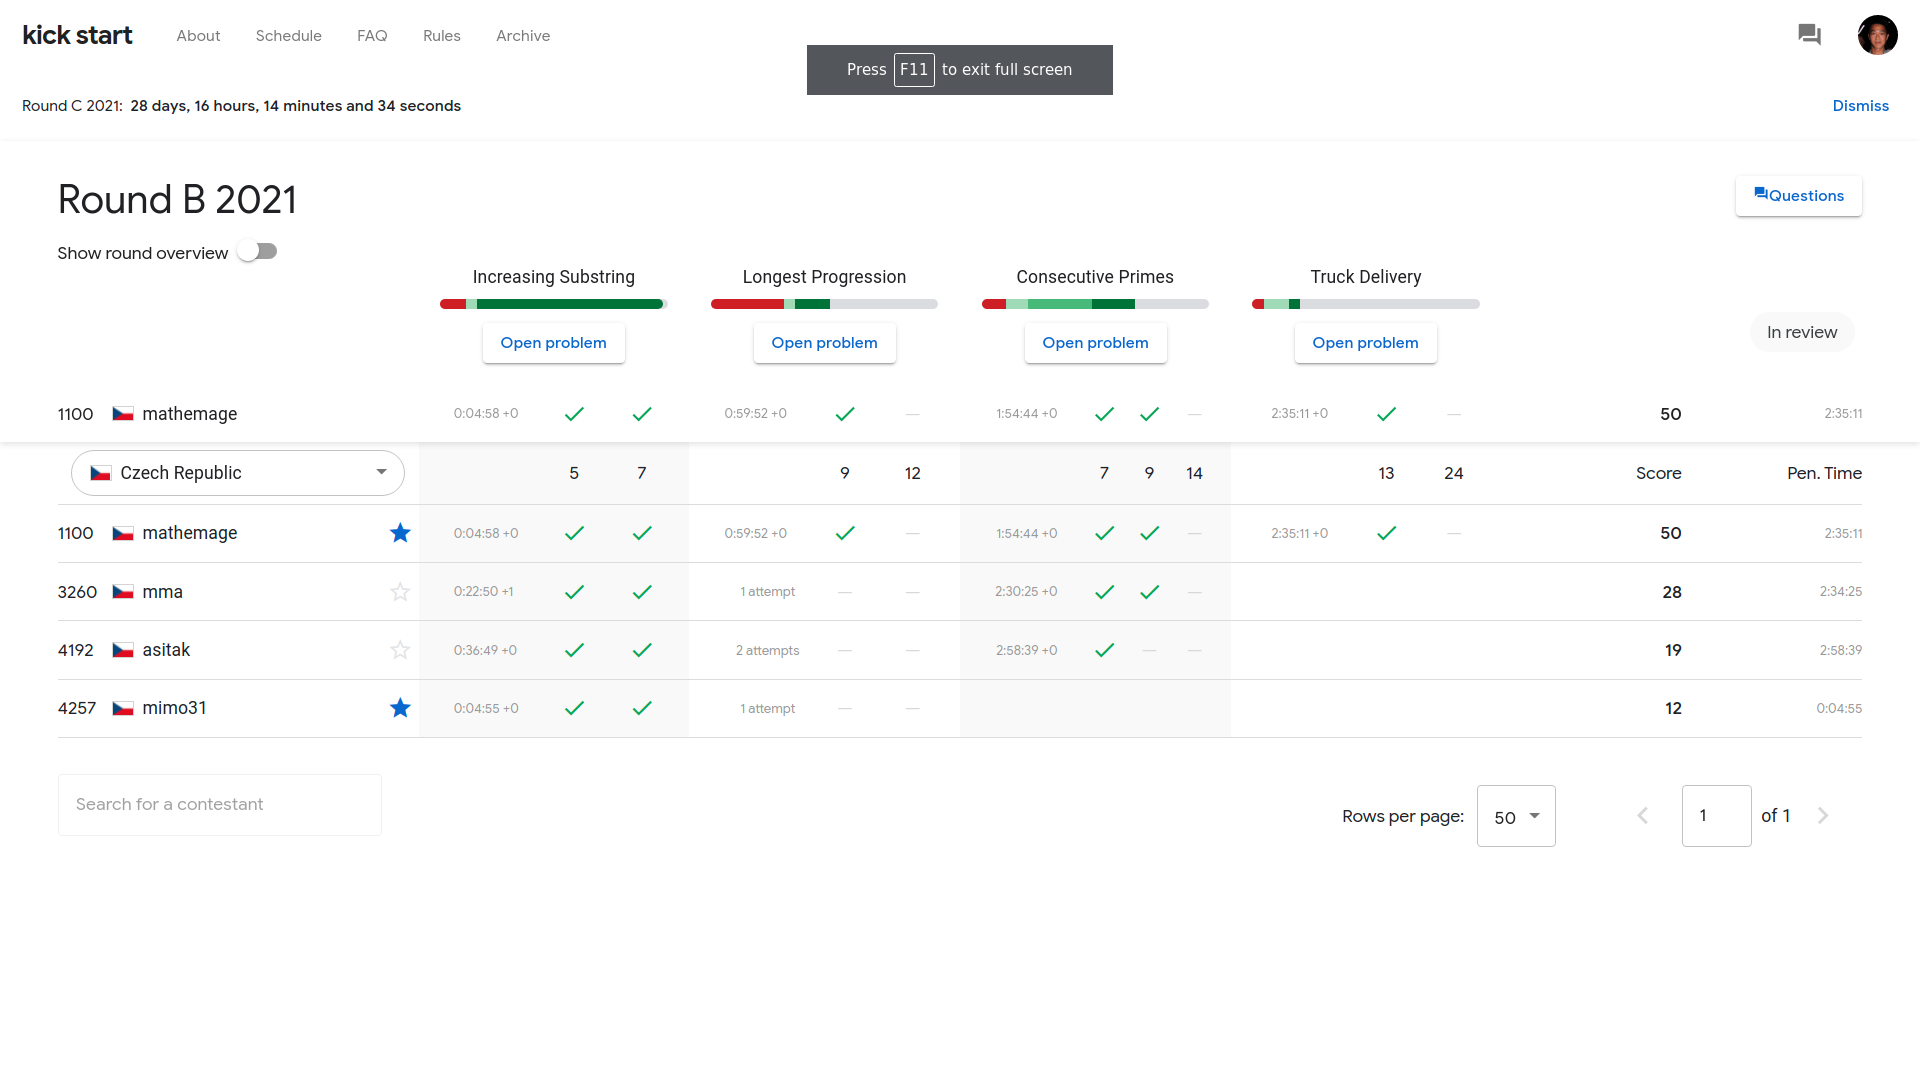 kick start About Schedule FAQ Rules Archive
Press F11 to exit full screen
Round C 2021: 28 days, 16 hours, 14 minutes and 34 seconds Dismiss
Round B 2021
Questions
Show round overview
Increasing Substring Longest Progression Consecutive Primes Truck Delivery
Open problem Open problem Open problem Open problem
In review
1100 mathemage 0:04:58 +0 0:59:52 +0 — 1:54:44 +0 — 2:35:11 +0 — 50 2:35:11
Czech Republic 5 7 9 12 7 9 14 13 24 Score Pen. Time
1100 mathemage 0:04:58 +0 0:59:52 +0 — 1:54:44 +0 — 2:35:11 +0 — 50 2:35:11
3260 mma 0:22:50 +1 1 attempt — — 2:30:25 +0 — 28 2:34:25
4192 asitak 0:36:49 +0 2 attempts — — 2:58:39 +0 — — 19 2:58:39
4257 mimo31 0:04:55 +0 1 attempt — — 12 0:04:55
Search for a contestant
Rows per page: 50 1 of 1